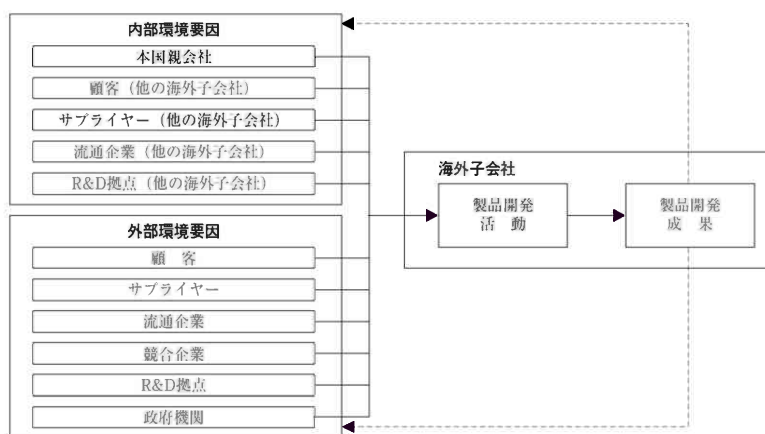 内部環境要因
本国親会社
顧客（他の海外子会社）
サプライヤー（他の海外子会社）
流通企業（他の海外子会社）
R&D拠点（他の海外子会社）
外部環境要因
顧　客
サプライヤー
流通企業
競合企業
R&D拠点
政府機関
海外子会社
製品開発
活　動
製品開発
成　果